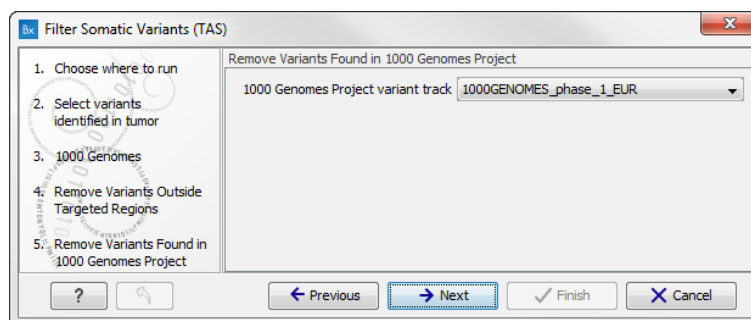 Bx Filter Somatic Variants (TAS)
1. Choose where to run
2. Select variants
identified in tumor
3. 1000 Genomes
4. Remove Variants Outside
Targeted Regions
5. Remove Variants Found in
1000 Genomes Project
Remove Variants Found in 1000 Genomes Project
1000 Genomes Project variant track 1000GENOMES_phase_1_EUR
? Previous Next Finish Cancel